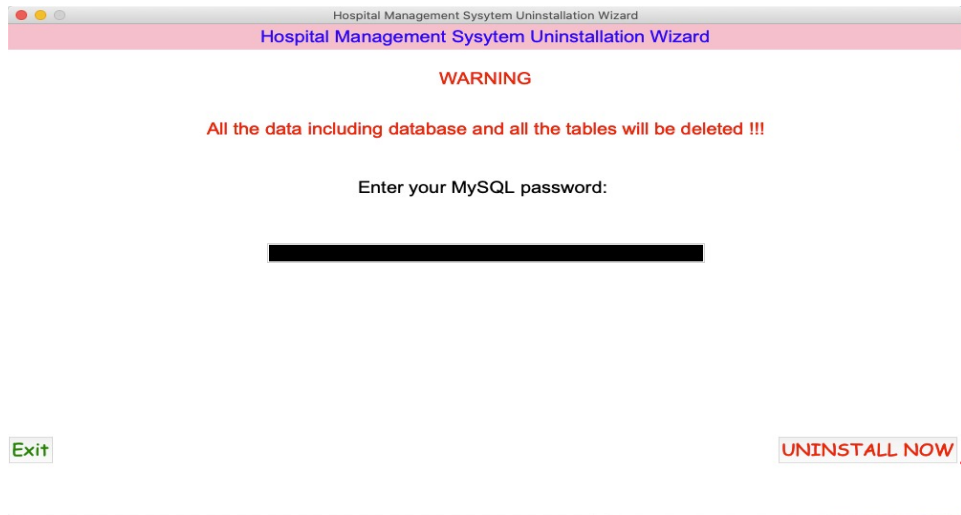 Hospital Management Sysytem Uninstallation Wizard
Hospital Management Sysytem Uninstallation Wizard
WARNING
All the data including database and all the tables will be deleted !!!
Enter your MySQL password:
Exit
UNINSTALL NOW